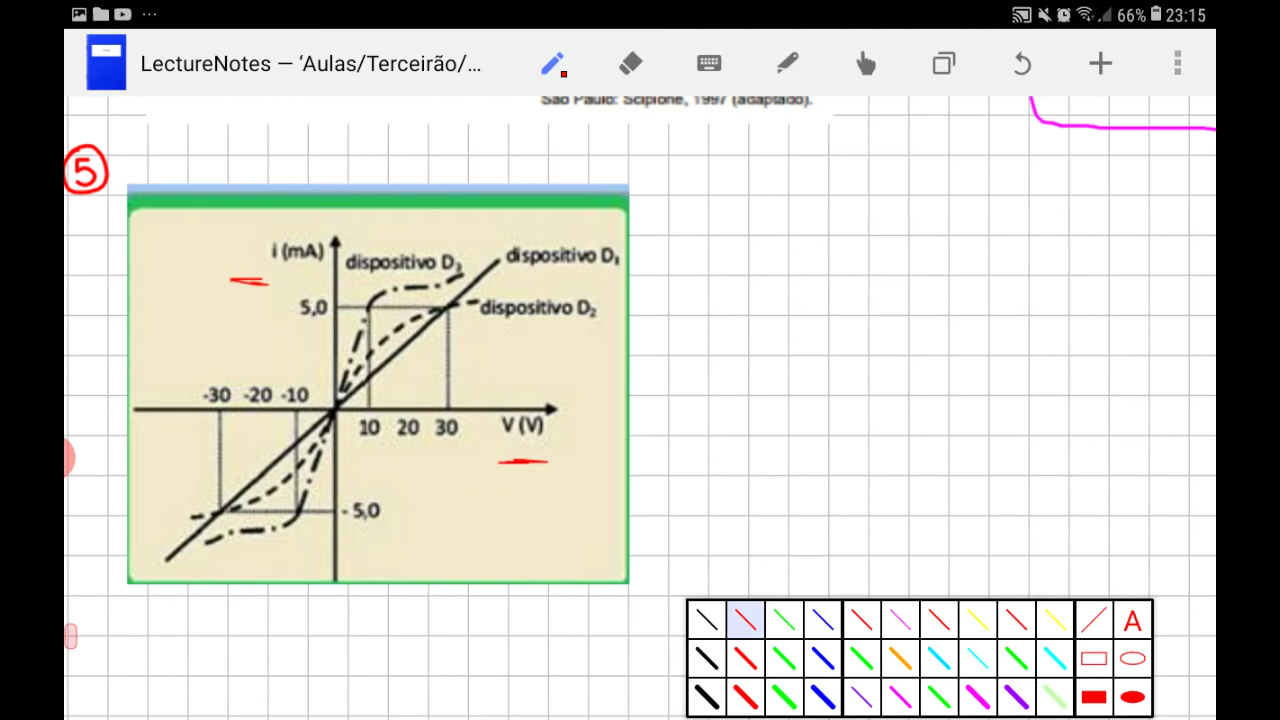 66% 23:15
LectureNotes — ‘Aulas/Terceirão/...
São Paulo: Scipione, 1997 (adaptado).
5
i (mA)
dispositivo D₃
dispositivo D₁
5,0
dispositivo D₂
-30 -20 -10
10 20 30 V (V)
- 5,0
A